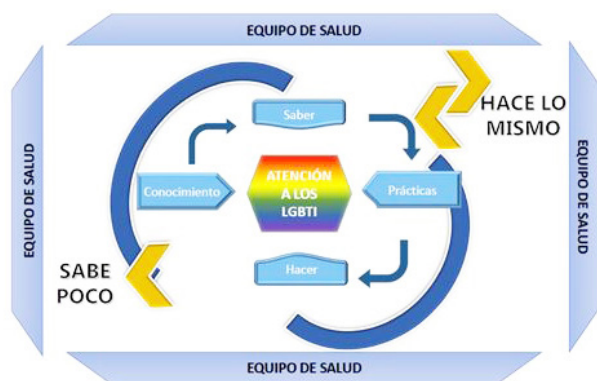 EQUIPO DE SALUD
EQUIPO DE SALUD
Saber
HACE LO
MISMO
Conocimiento
ATENCIÓN
A LOS
LGBTI
Prácticas
EQUIPO DE SALUD
SABE
POCO
Hacer
EQUIPO DE SALUD